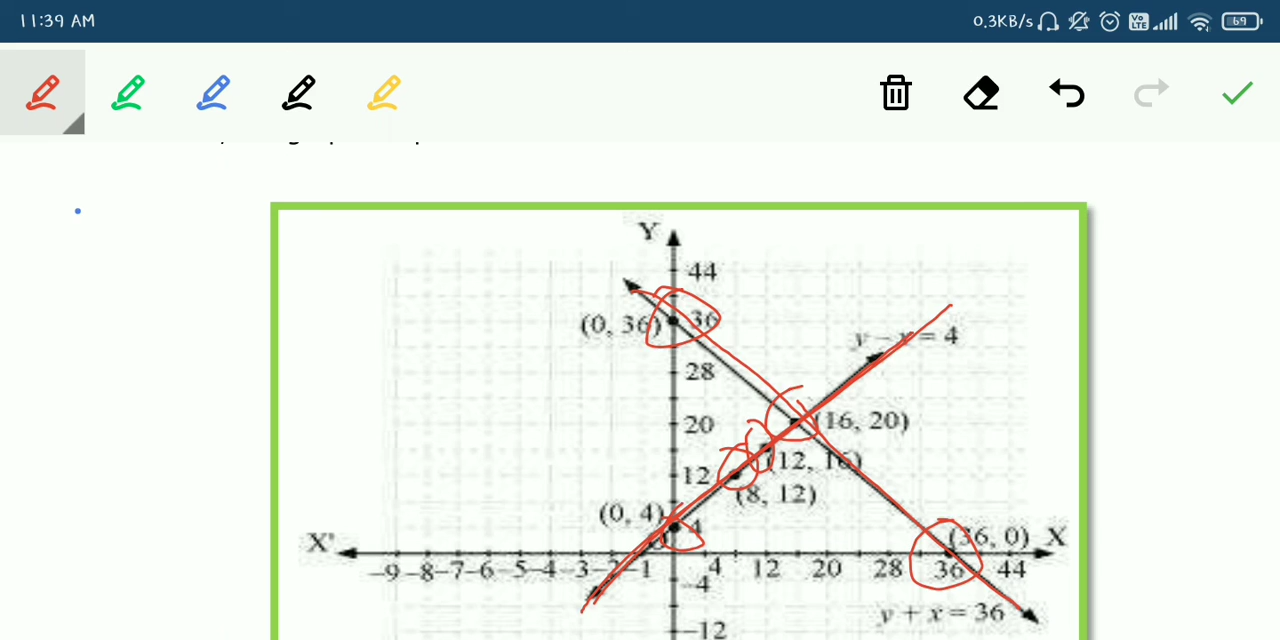 11:39 AM
0.3KB/s Vo LTE 69
Y
44
(0, 36) 36
y − x = 4
28
20 (16, 20)
(12, 16)
12
(8, 12)
(0, 4) 4
(36, 0) X
X'
−9 −8 −7 −6 −5 −4 −3 −2 −1 4 12 20 28 36 44
−4
y + x = 36
−12